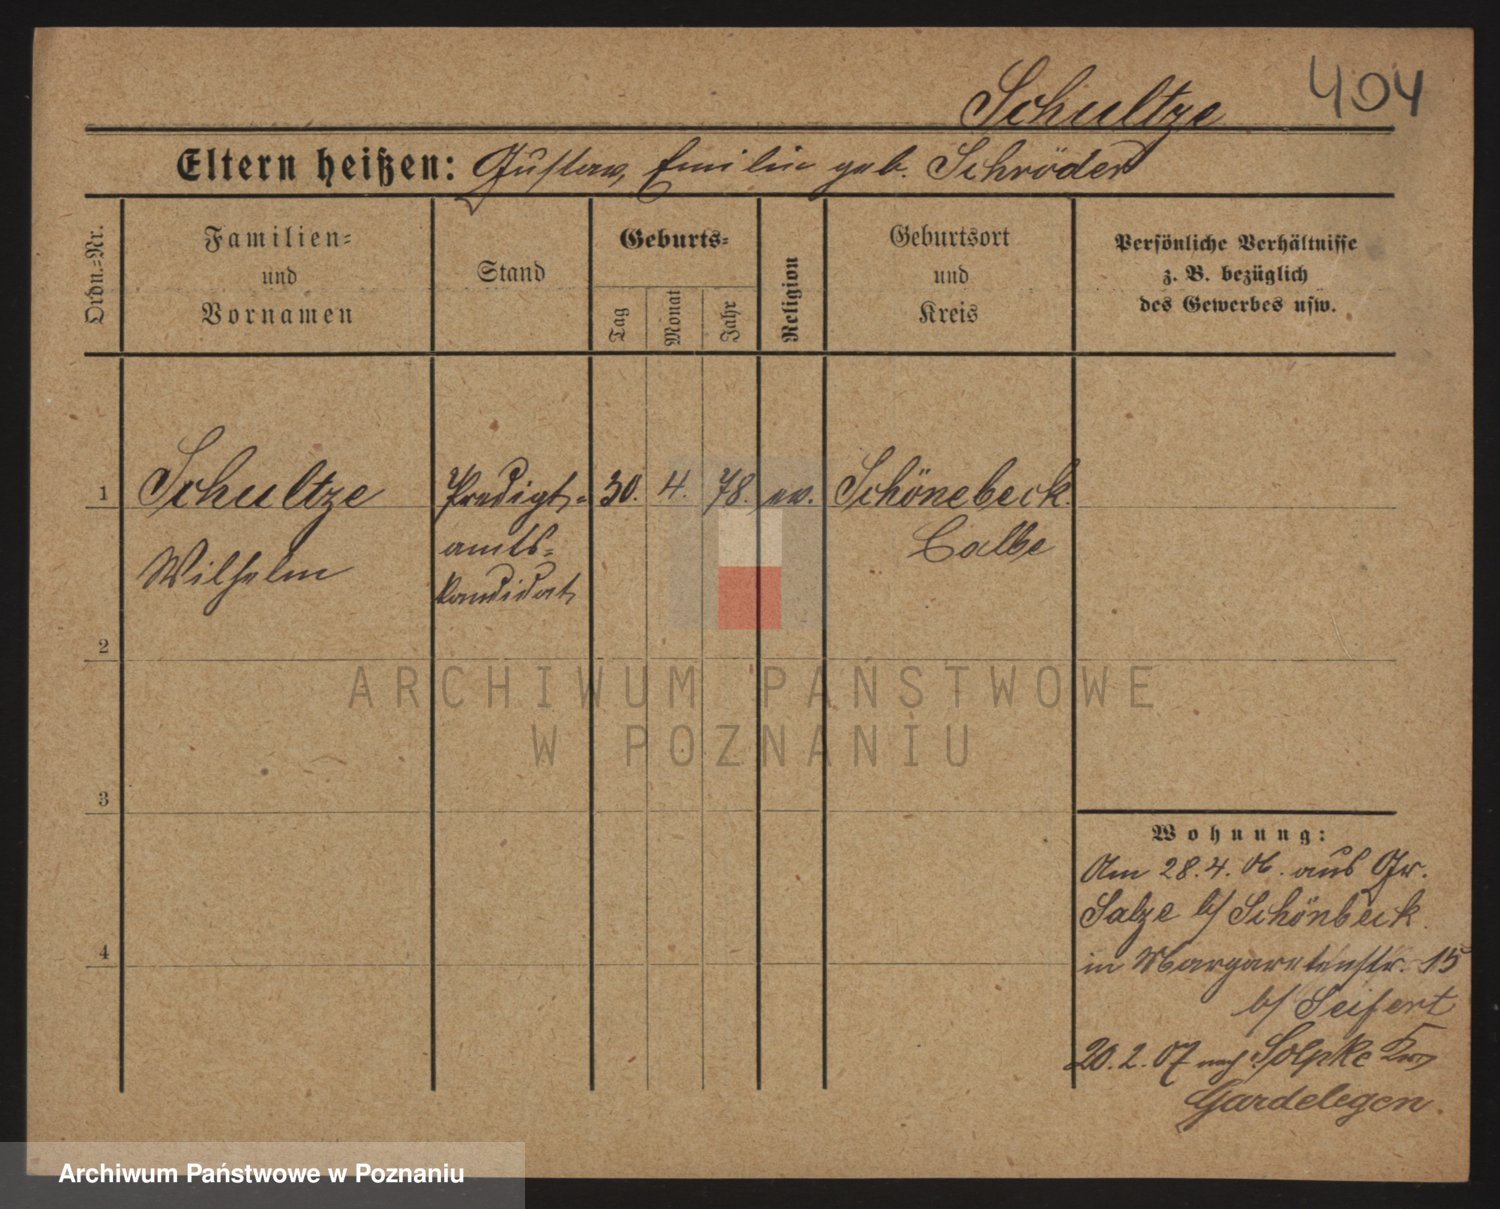 404
Schultze
Eltern heißen: Gustav, Emilie geb. Schröder
Ordn.=Nr.
Familien=
und
Vornamen
Stand
Geburts=
Tag
Monat
Jahr
Religion
Geburtsort
und
Kreis
Persönliche Verhältnisse
z. B. bezüglich
des Gewerbes usw.
1 Schultze Predigt= 30. 4. 78. ev. Schönebeck.
amts= Calbe
Wilhelm kandidat
2
3
4
Wohnung:
Am 28.4.06. aus Gr.
Salze b/ Schönbeck.
in Margaretenstr. 15
b/ Seifert
20.2.07 nach Solpke Krs
Gardelegen.
ARCHIWUM PAŃSTWOWE
W POZNANIU
Archiwum Państwowe w Poznaniu